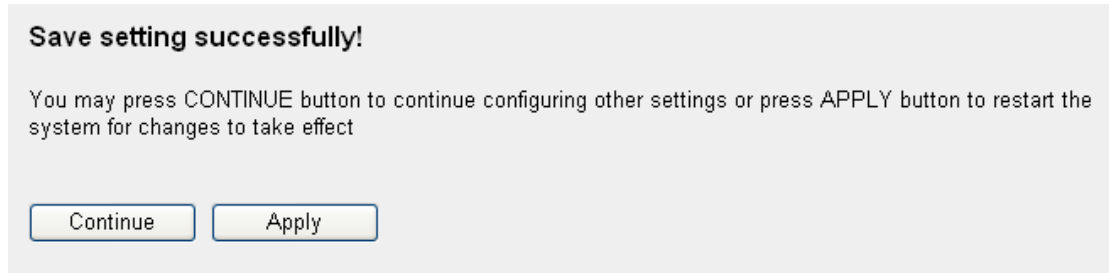 Save setting successfully!
You may press CONTINUE button to continue configuring other settings or press APPLY button to restart the
system for changes to take effect
Continue
Apply